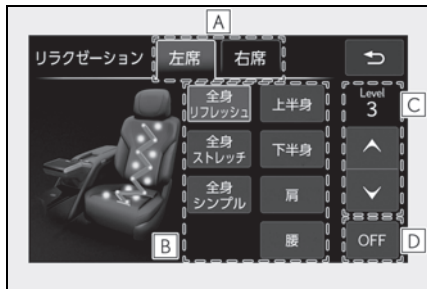 A
リラクゼーション 左席 右席
全身
リフレッシュ
上半身
Level
3
C
全身
ストレッチ
下半身
全身
シンプル
肩
B
腰
OFF
D